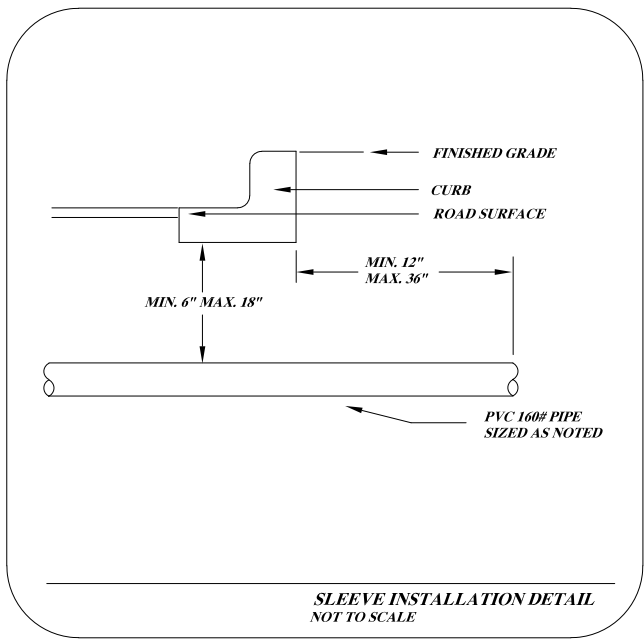 FINISHED GRADE
CURB
ROAD SURFACE
MIN. 12"
MAX. 36"
MIN. 6" MAX. 18"
PVC 160# PIPE
SIZED AS NOTED
SLEEVE INSTALLATION DETAIL
NOT TO SCALE